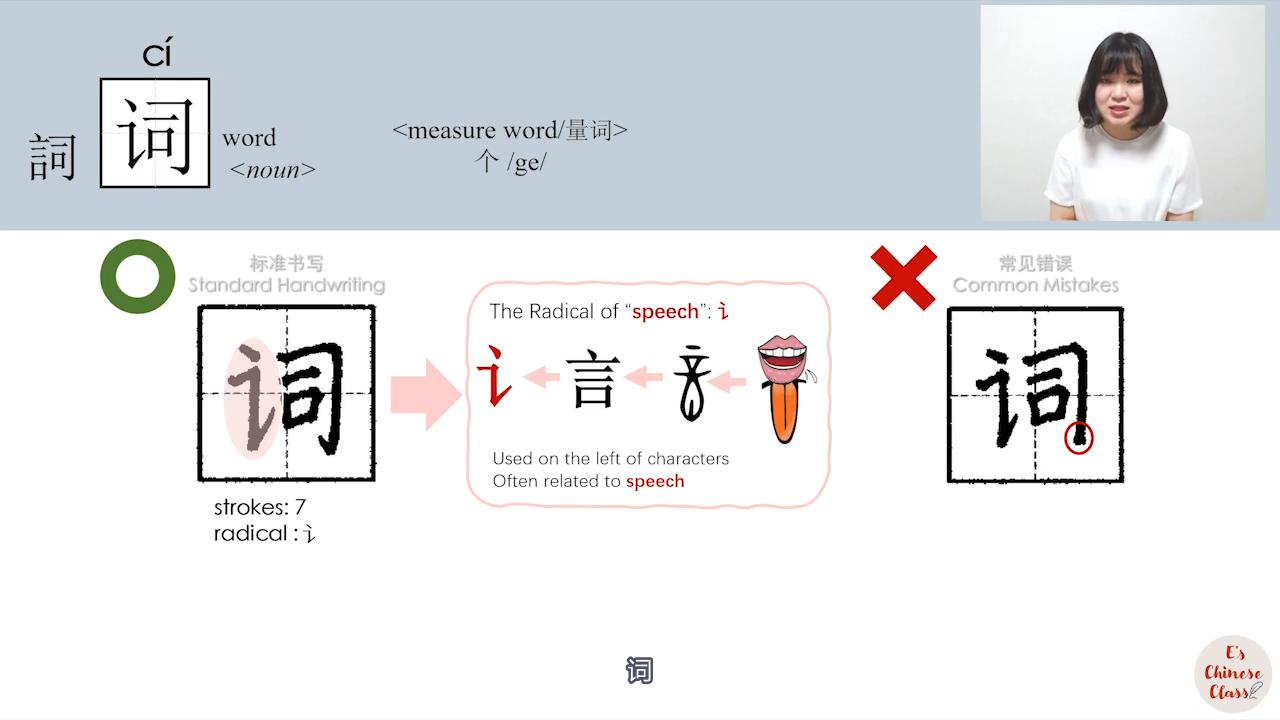 cí
詞
词
word
<noun>
<measure word/量词>
个 /ge/
标准书写
Standard Handwriting
词
strokes: 7
radical : 讠
The Radical of “speech”: 讠
讠 言
Used on the left of characters
Often related to speech
常见错误
Common Mistakes
词
词
E's
Chinese
Class